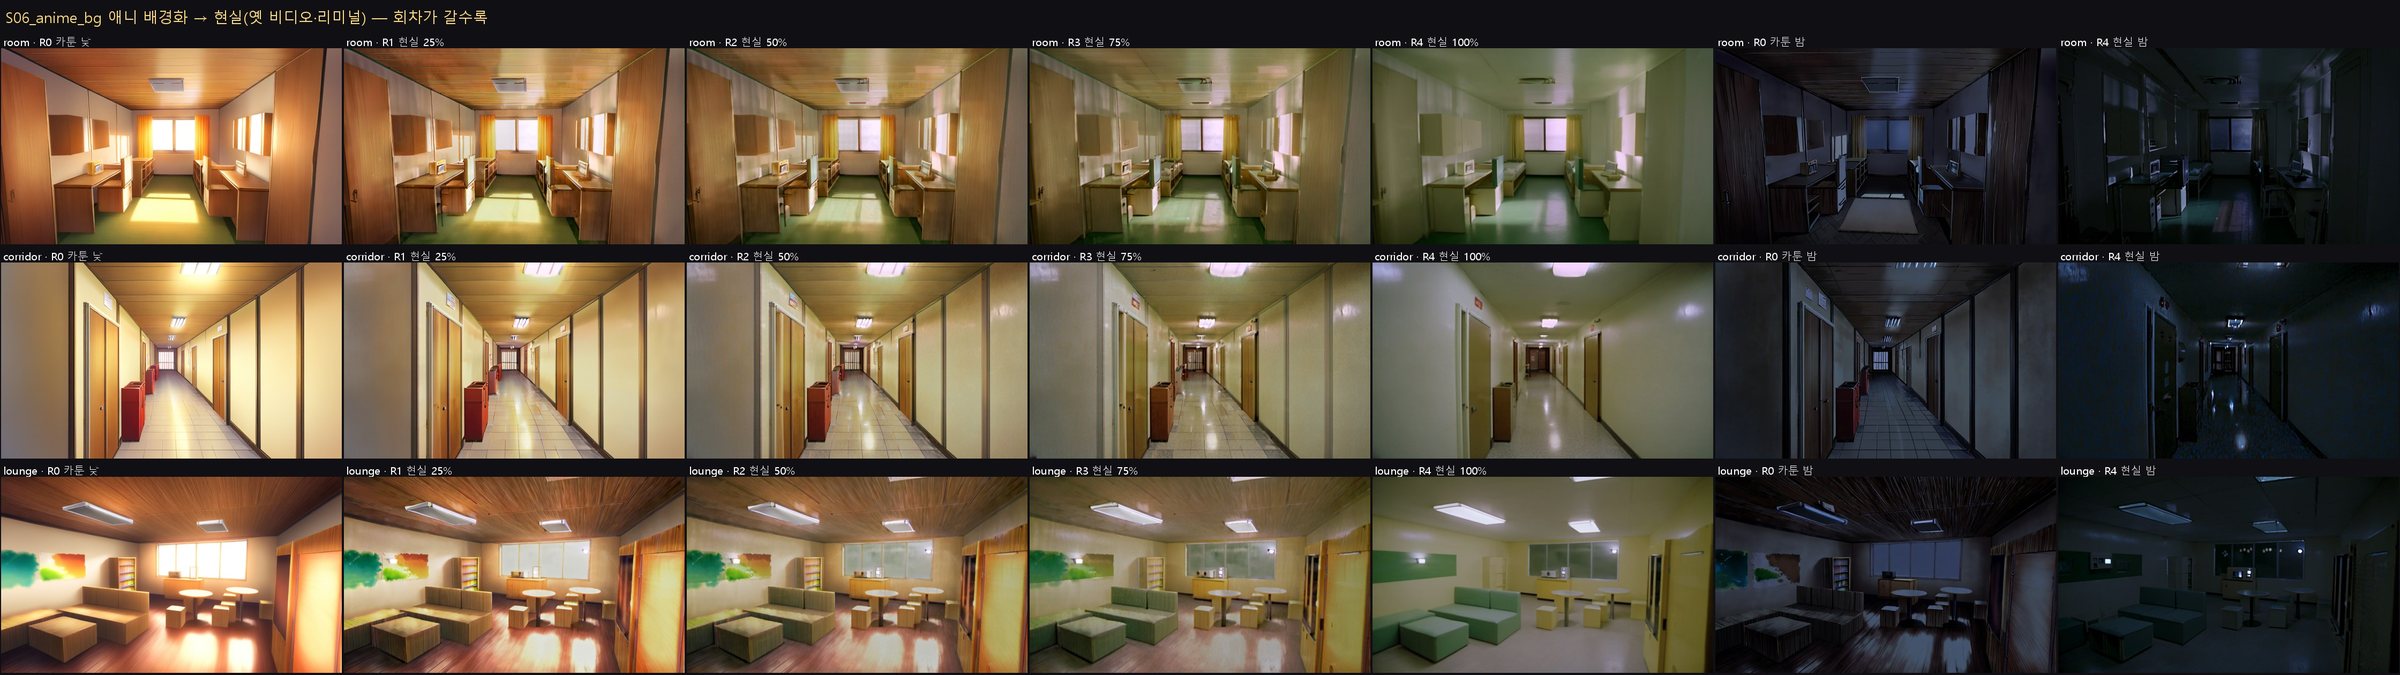 S06_anime_bg 애니 배경화 → 현실(옛 비디오·리미널) — 회차가 갈수록
room · R0 카툰 낮
room · R1 현실 25%
room · R2 현실 50%
room · R3 현실 75%
room · R4 현실 100%
room · R0 카툰 밤
room · R4 현실 밤
corridor · R0 카툰 낮
corridor · R1 현실 25%
corridor · R2 현실 50%
corridor · R3 현실 75%
corridor · R4 현실 100%
corridor · R0 카툰 밤
corridor · R4 현실 밤
lounge · R0 카툰 낮
lounge · R1 현실 25%
lounge · R2 현실 50%
lounge · R3 현실 75%
lounge · R4 현실 100%
lounge · R0 카툰 밤
lounge · R4 현실 밤